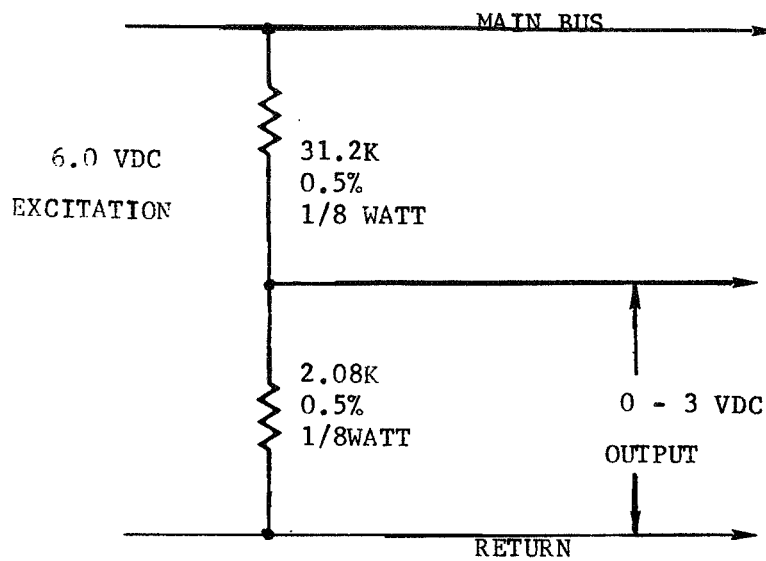 MAIN BUS
6.0 VDC
EXCITATION
31.2K
0.5%
1/8 WATT
2.08K
0.5%
1/8WATT
0 - 3 VDC
OUTPUT
RETURN